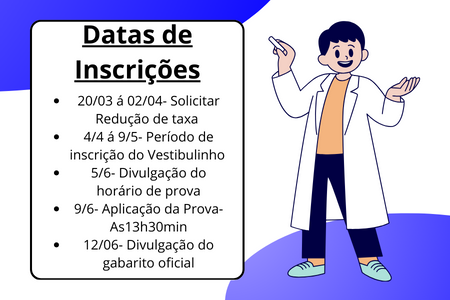 Datas de
Inscrições
• 20/03 á 02/04- Solicitar
Redução de taxa
• 4/4 á 9/5- Período de
inscrição do Vestibulinho
• 5/6- Divulgação do
horário de prova
• 9/6- Aplicação da Prova-
As13h30min
• 12/06- Divulgação do
gabarito oficial